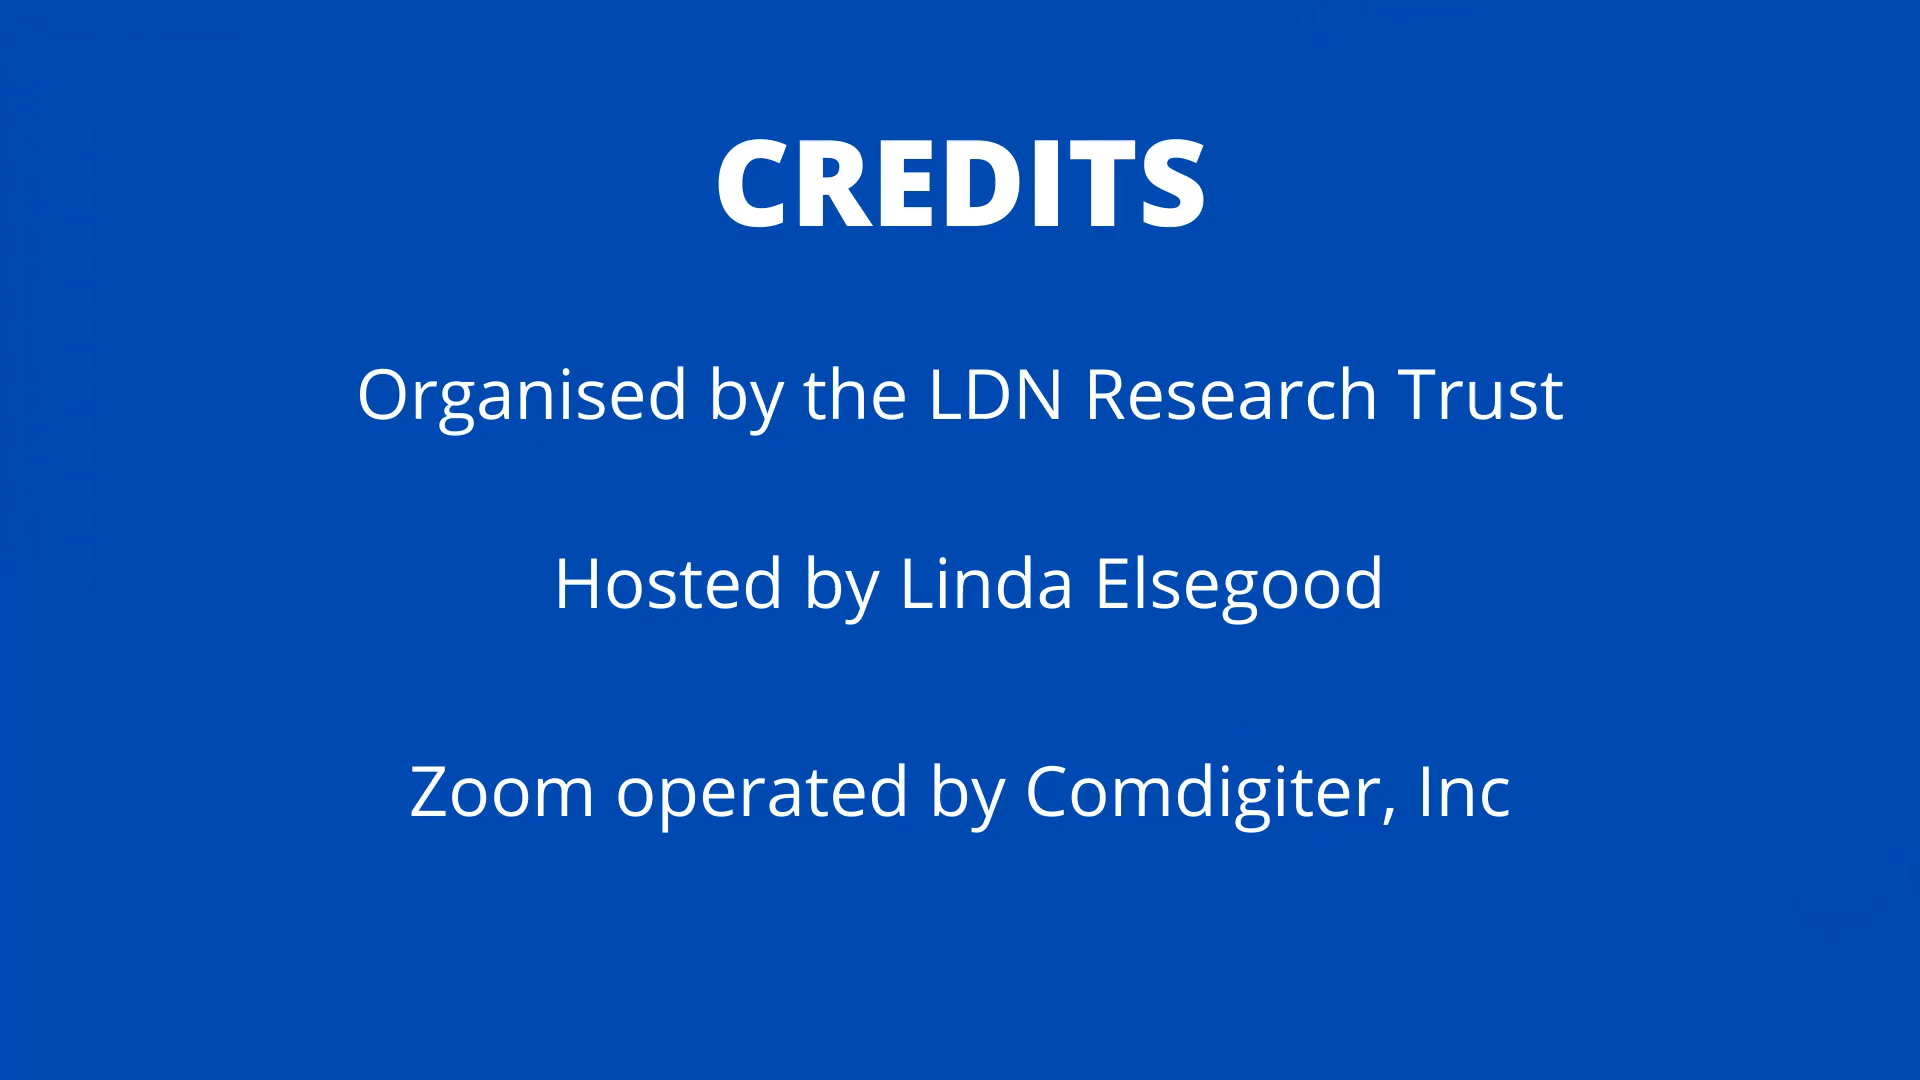 CREDITS
Organised by the LDN Research Trust
Hosted by Linda Elsegood
Zoom operated by Comdigiter, Inc